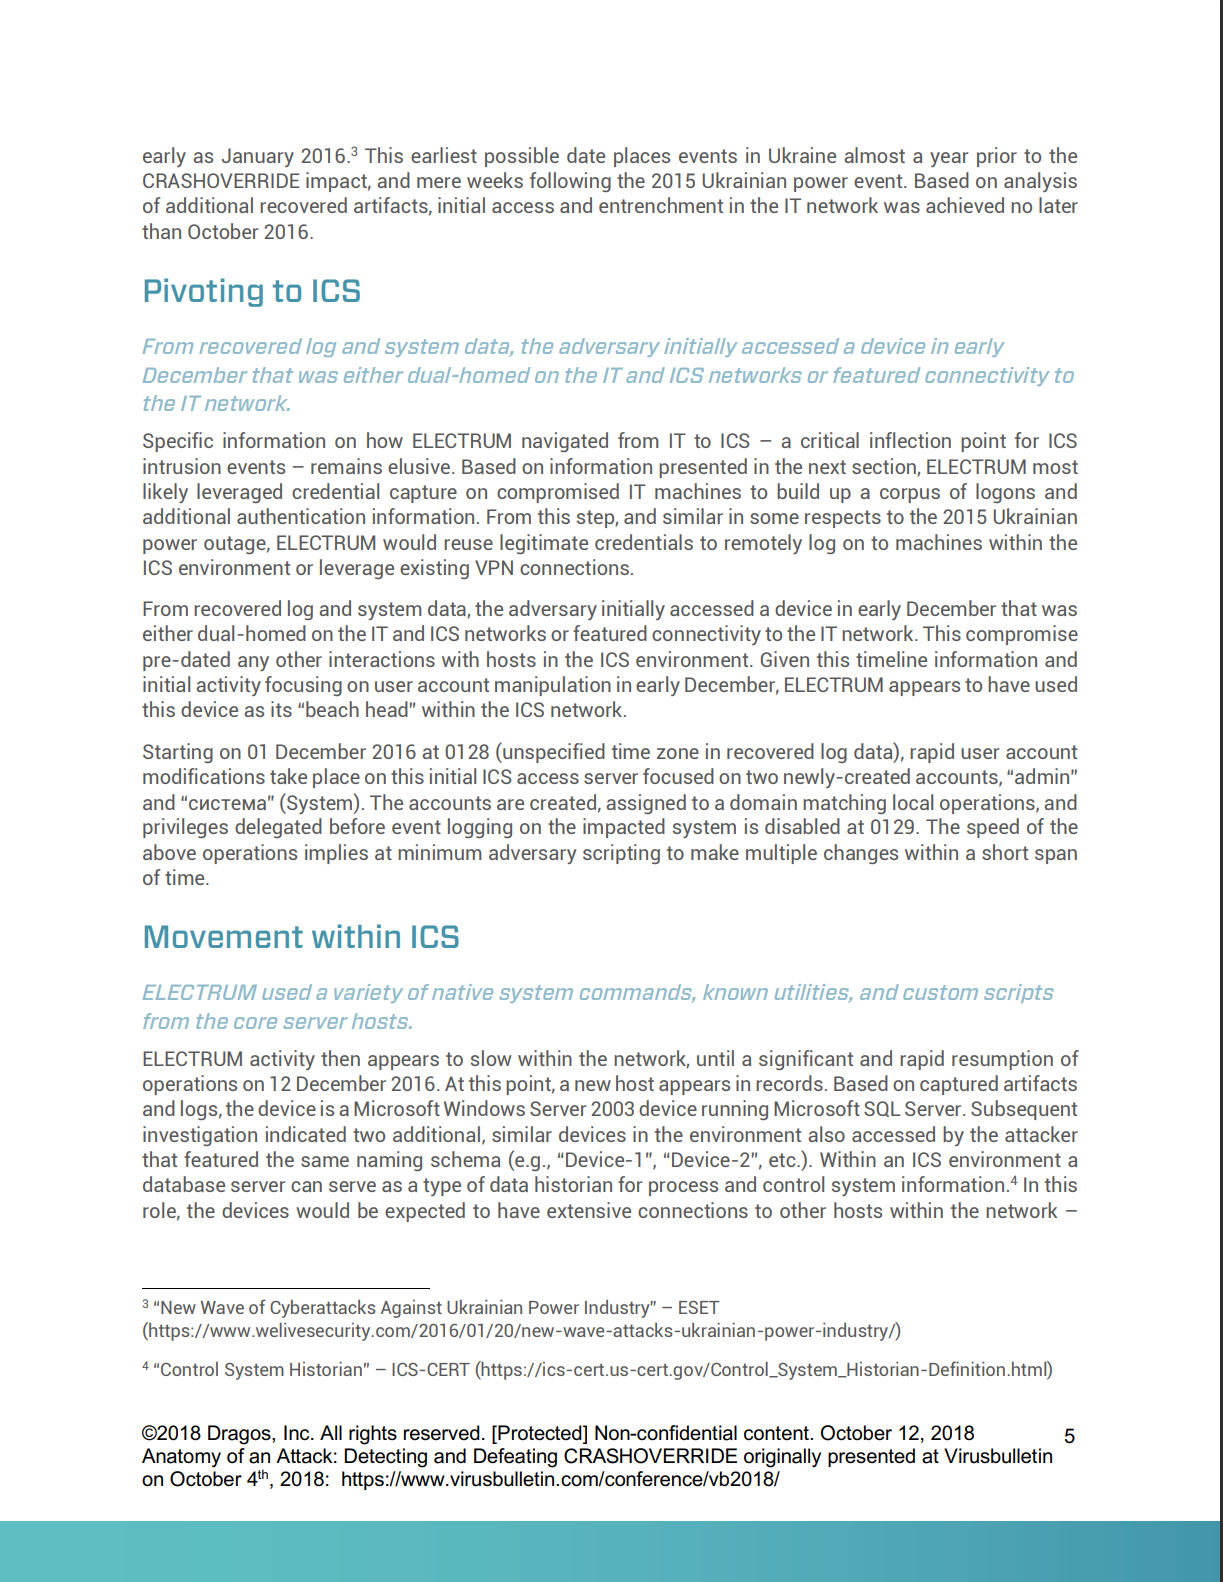 early as January 2016.³ This earliest possible date places events in Ukraine almost a year prior to the
CRASHOVERRIDE impact, and mere weeks following the 2015 Ukrainian power event. Based on analysis
of additional recovered artifacts, initial access and entrenchment in the IT network was achieved no later
than October 2016.
Pivoting to ICS
From recovered log and system data, the adversary initially accessed a device in early
December that was either dual-homed on the IT and ICS networks or featured connectivity to
the IT network.
Specific information on how ELECTRUM navigated from IT to ICS – a critical inflection point for ICS
intrusion events – remains elusive. Based on information presented in the next section, ELECTRUM most
likely leveraged credential capture on compromised IT machines to build up a corpus of logons and
additional authentication information. From this step, and similar in some respects to the 2015 Ukrainian
power outage, ELECTRUM would reuse legitimate credentials to remotely log on to machines within the
ICS environment or leverage existing VPN connections.
From recovered log and system data, the adversary initially accessed a device in early December that was
either dual-homed on the IT and ICS networks or featured connectivity to the IT network. This compromise
pre-dated any other interactions with hosts in the ICS environment. Given this timeline information and
initial activity focusing on user account manipulation in early December, ELECTRUM appears to have used
this device as its “beach head” within the ICS network.
Starting on 01 December 2016 at 0128 (unspecified time zone in recovered log data), rapid user account
modifications take place on this initial ICS access server focused on two newly-created accounts, “admin”
and “система” (System). The accounts are created, assigned to a domain matching local operations, and
privileges delegated before event logging on the impacted system is disabled at 0129. The speed of the
above operations implies at minimum adversary scripting to make multiple changes within a short span
of time.
Movement within ICS
ELECTRUM used a variety of native system commands, known utilities, and custom scripts
from the core server hosts.
ELECTRUM activity then appears to slow within the network, until a significant and rapid resumption of
operations on 12 December 2016. At this point, a new host appears in records. Based on captured artifacts
and logs, the device is a Microsoft Windows Server 2003 device running Microsoft SQL Server. Subsequent
investigation indicated two additional, similar devices in the environment also accessed by the attacker
that featured the same naming schema (e.g., “Device-1”, “Device-2”, etc.). Within an ICS environment a
database server can serve as a type of data historian for process and control system information.⁴ In this
role, the devices would be expected to have extensive connections to other hosts within the network –
³ “New Wave of Cyberattacks Against Ukrainian Power Industry” – ESET
(https://www.welivesecurity.com/2016/01/20/new-wave-attacks-ukrainian-power-industry/)
⁴ “Control System Historian” – ICS-CERT (https://ics-cert.us-cert.gov/Control_System_Historian-Definition.html)
©2018 Dragos, Inc. All rights reserved. [Protected] Non-confidential content. October 12, 2018 5
Anatomy of an Attack: Detecting and Defeating CRASHOVERRIDE originally presented at Virusbulletin
on October 4th, 2018: https://www.virusbulletin.com/conference/vb2018/